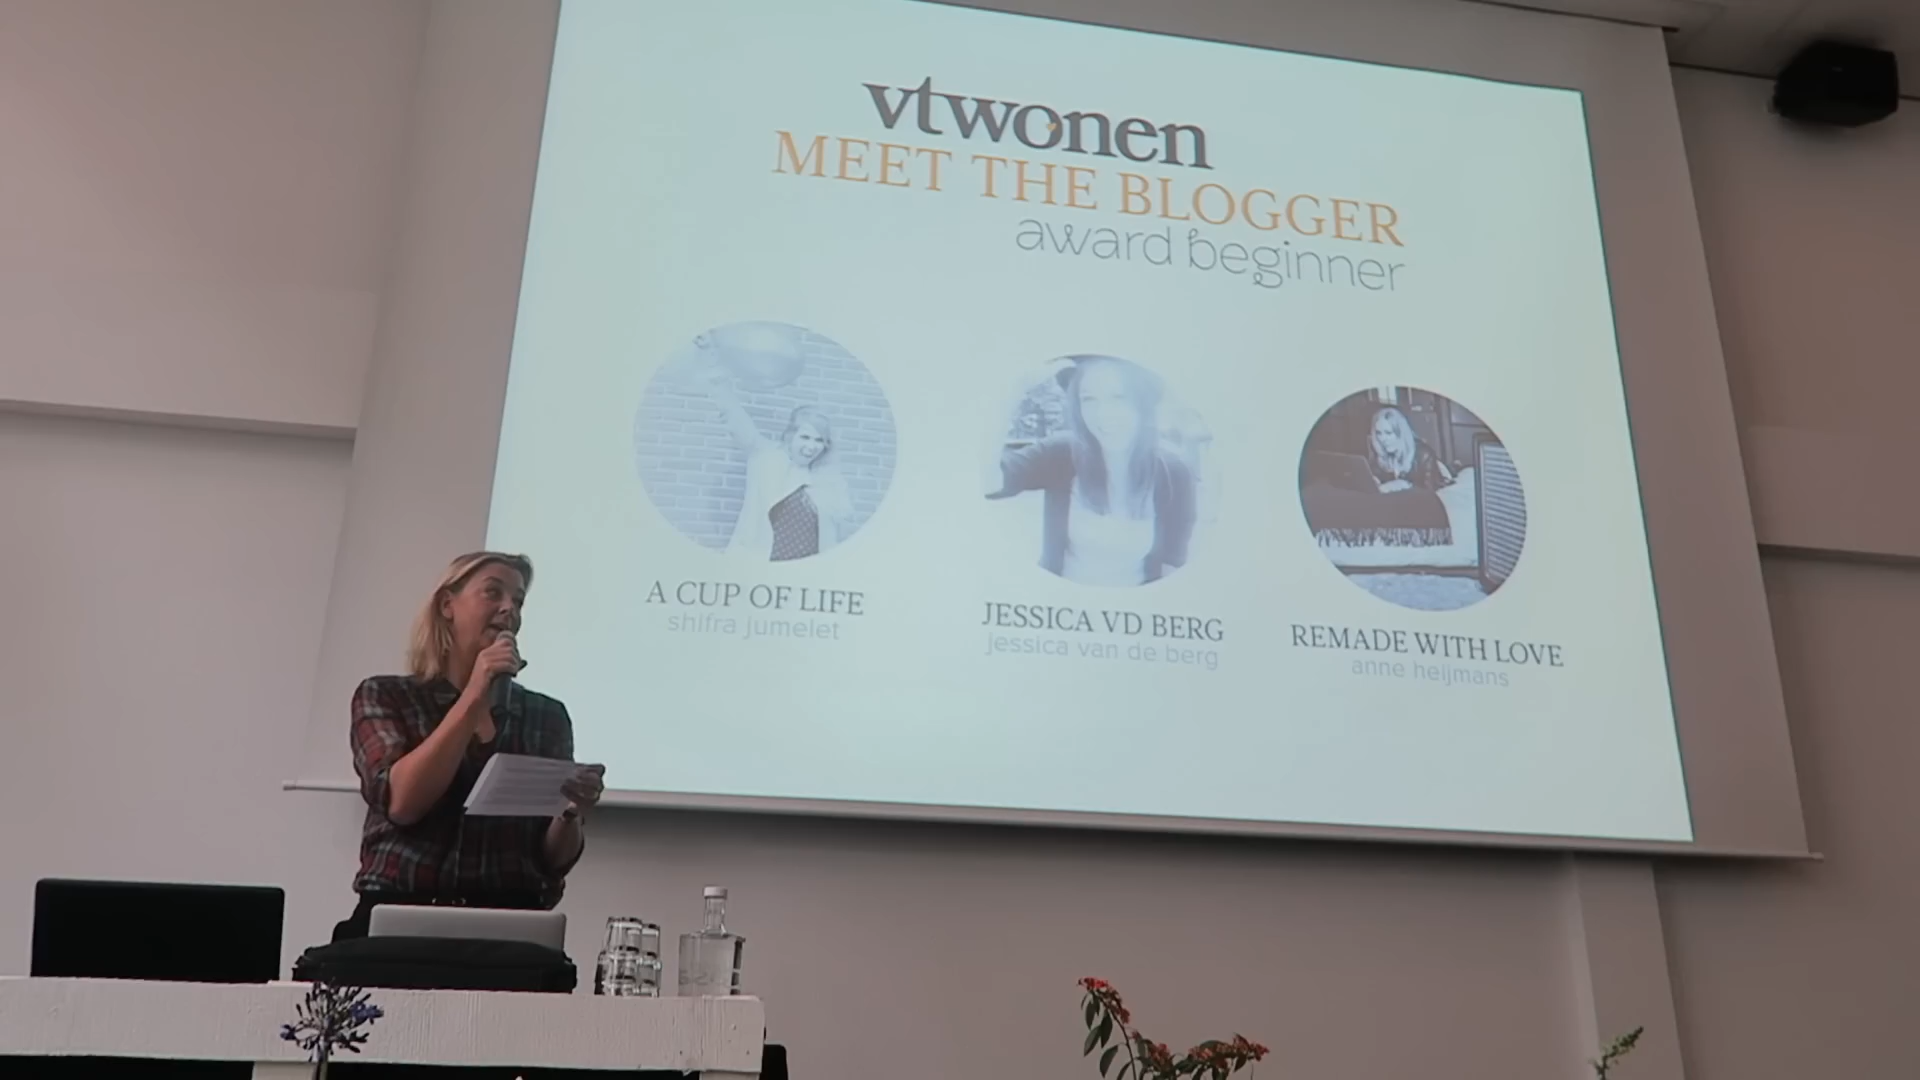 vtwonen
MEET THE BLOGGER
award beginner
A CUP OF LIFE
shifra jumelet
JESSICA VD BERG
jessica van de berg
REMADE WITH LOVE
anne heijmans